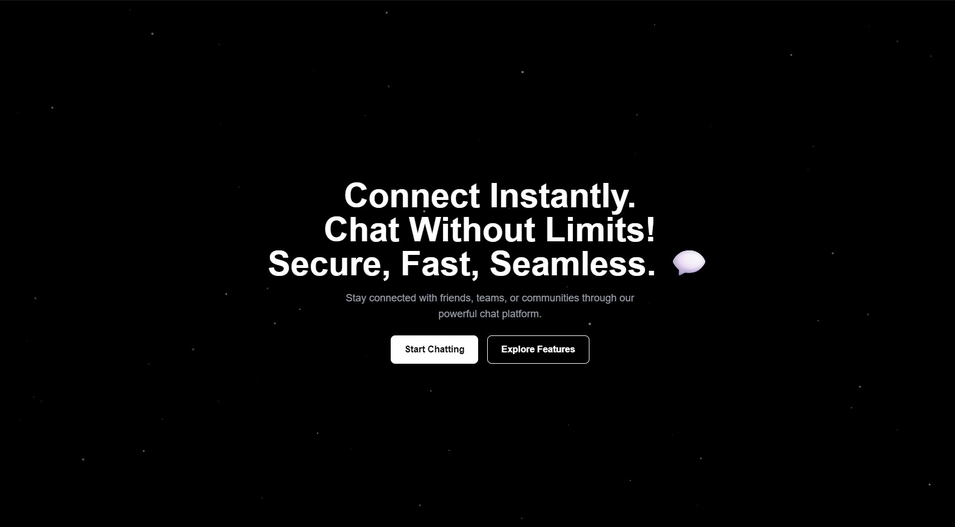 Connect Instantly.
Chat Without Limits!
Secure, Fast, Seamless. 💬
Stay connected with friends, teams, or communities through our
powerful chat platform.
Start Chatting
Explore Features